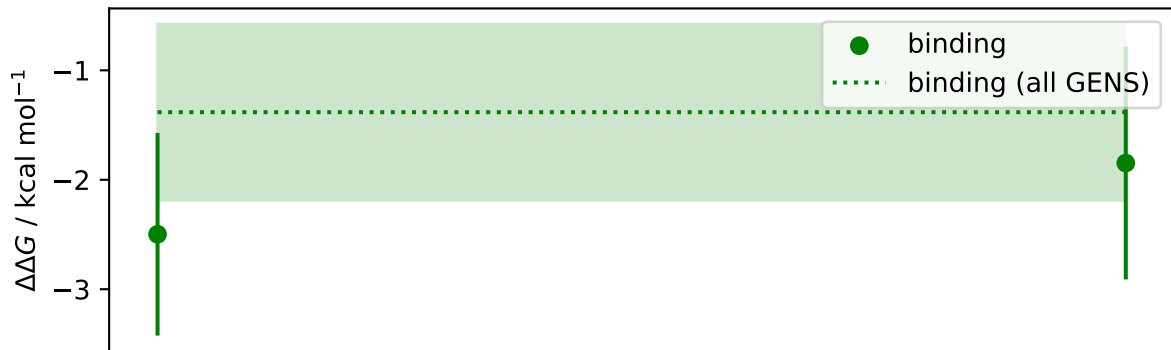 binding
binding (all GENS)
−1
−2
−3
ΔΔG / kcal mol⁻¹